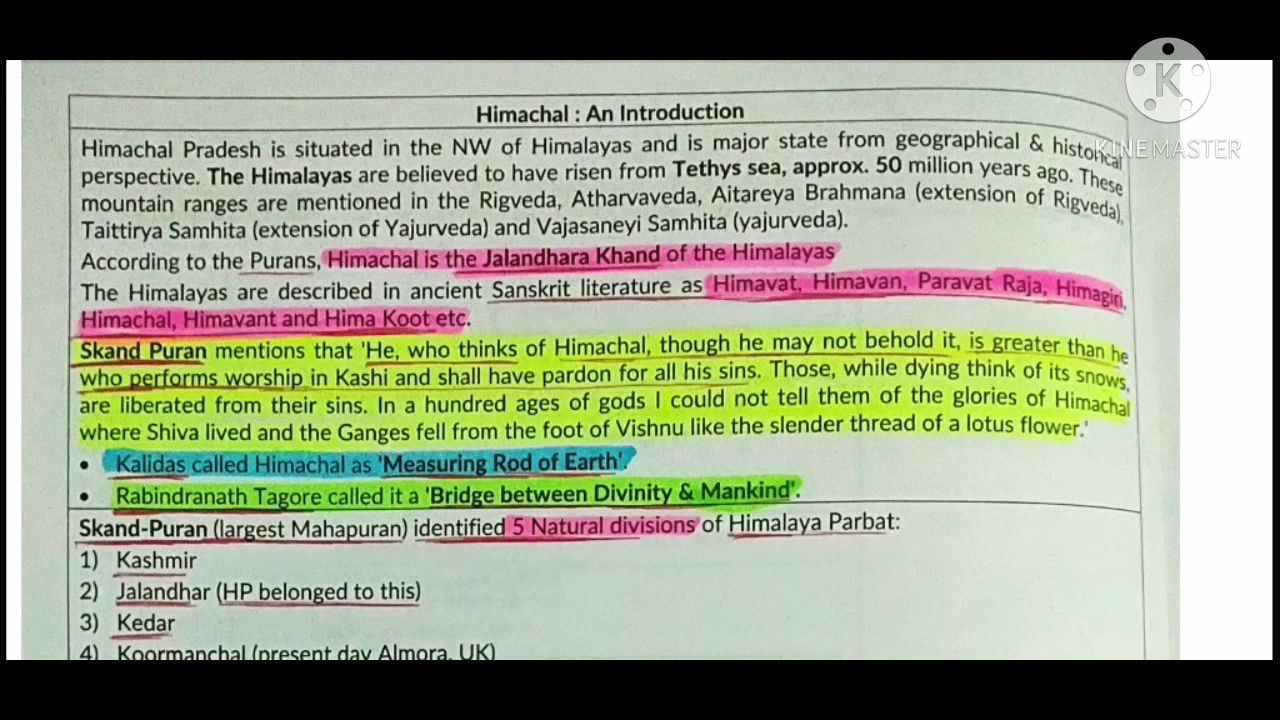 K
KINEMASTER
Himachal : An Introduction
Himachal Pradesh is situated in the NW of Himalayas and is major state from geographical & historical
perspective. The Himalayas are believed to have risen from Tethys sea, approx. 50 million years ago. These
mountain ranges are mentioned in the Rigveda, Atharvaveda, Aitareya Brahmana (extension of Rigveda),
Taittirya Samhita (extension of Yajurveda) and Vajasaneyi Samhita (yajurveda).
According to the Purans, Himachal is the Jalandhara Khand of the Himalayas
The Himalayas are described in ancient Sanskrit literature as Himavat, Himavan, Paravat Raja, Himagiri,
Himachal, Himavant and Hima Koot etc.
Skand Puran mentions that 'He, who thinks of Himachal, though he may not behold it, is greater than he
who performs worship in Kashi and shall have pardon for all his sins. Those, while dying think of its snows,
are liberated from their sins. In a hundred ages of gods I could not tell them of the glories of Himachal
where Shiva lived and the Ganges fell from the foot of Vishnu like the slender thread of a lotus flower.'
• Kalidas called Himachal as 'Measuring Rod of Earth'.
• Rabindranath Tagore called it a 'Bridge between Divinity & Mankind'.
Skand-Puran (largest Mahapuran) identified 5 Natural divisions of Himalaya Parbat:
1) Kashmir
2) Jalandhar (HP belonged to this)
3) Kedar
4) Koormanchal (present day Almora, UK)